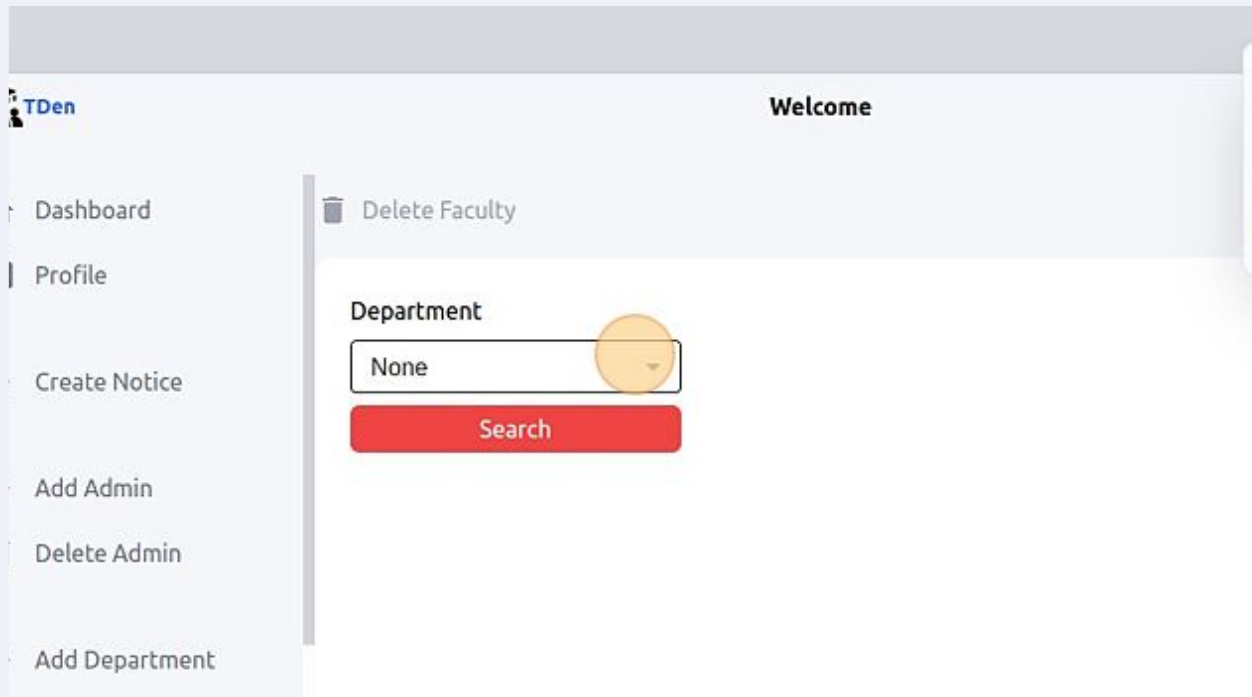 TDen
Welcome
Dashboard
Profile
Create Notice
Add Admin
Delete Admin
Add Department
Delete Faculty
Department
None
Search